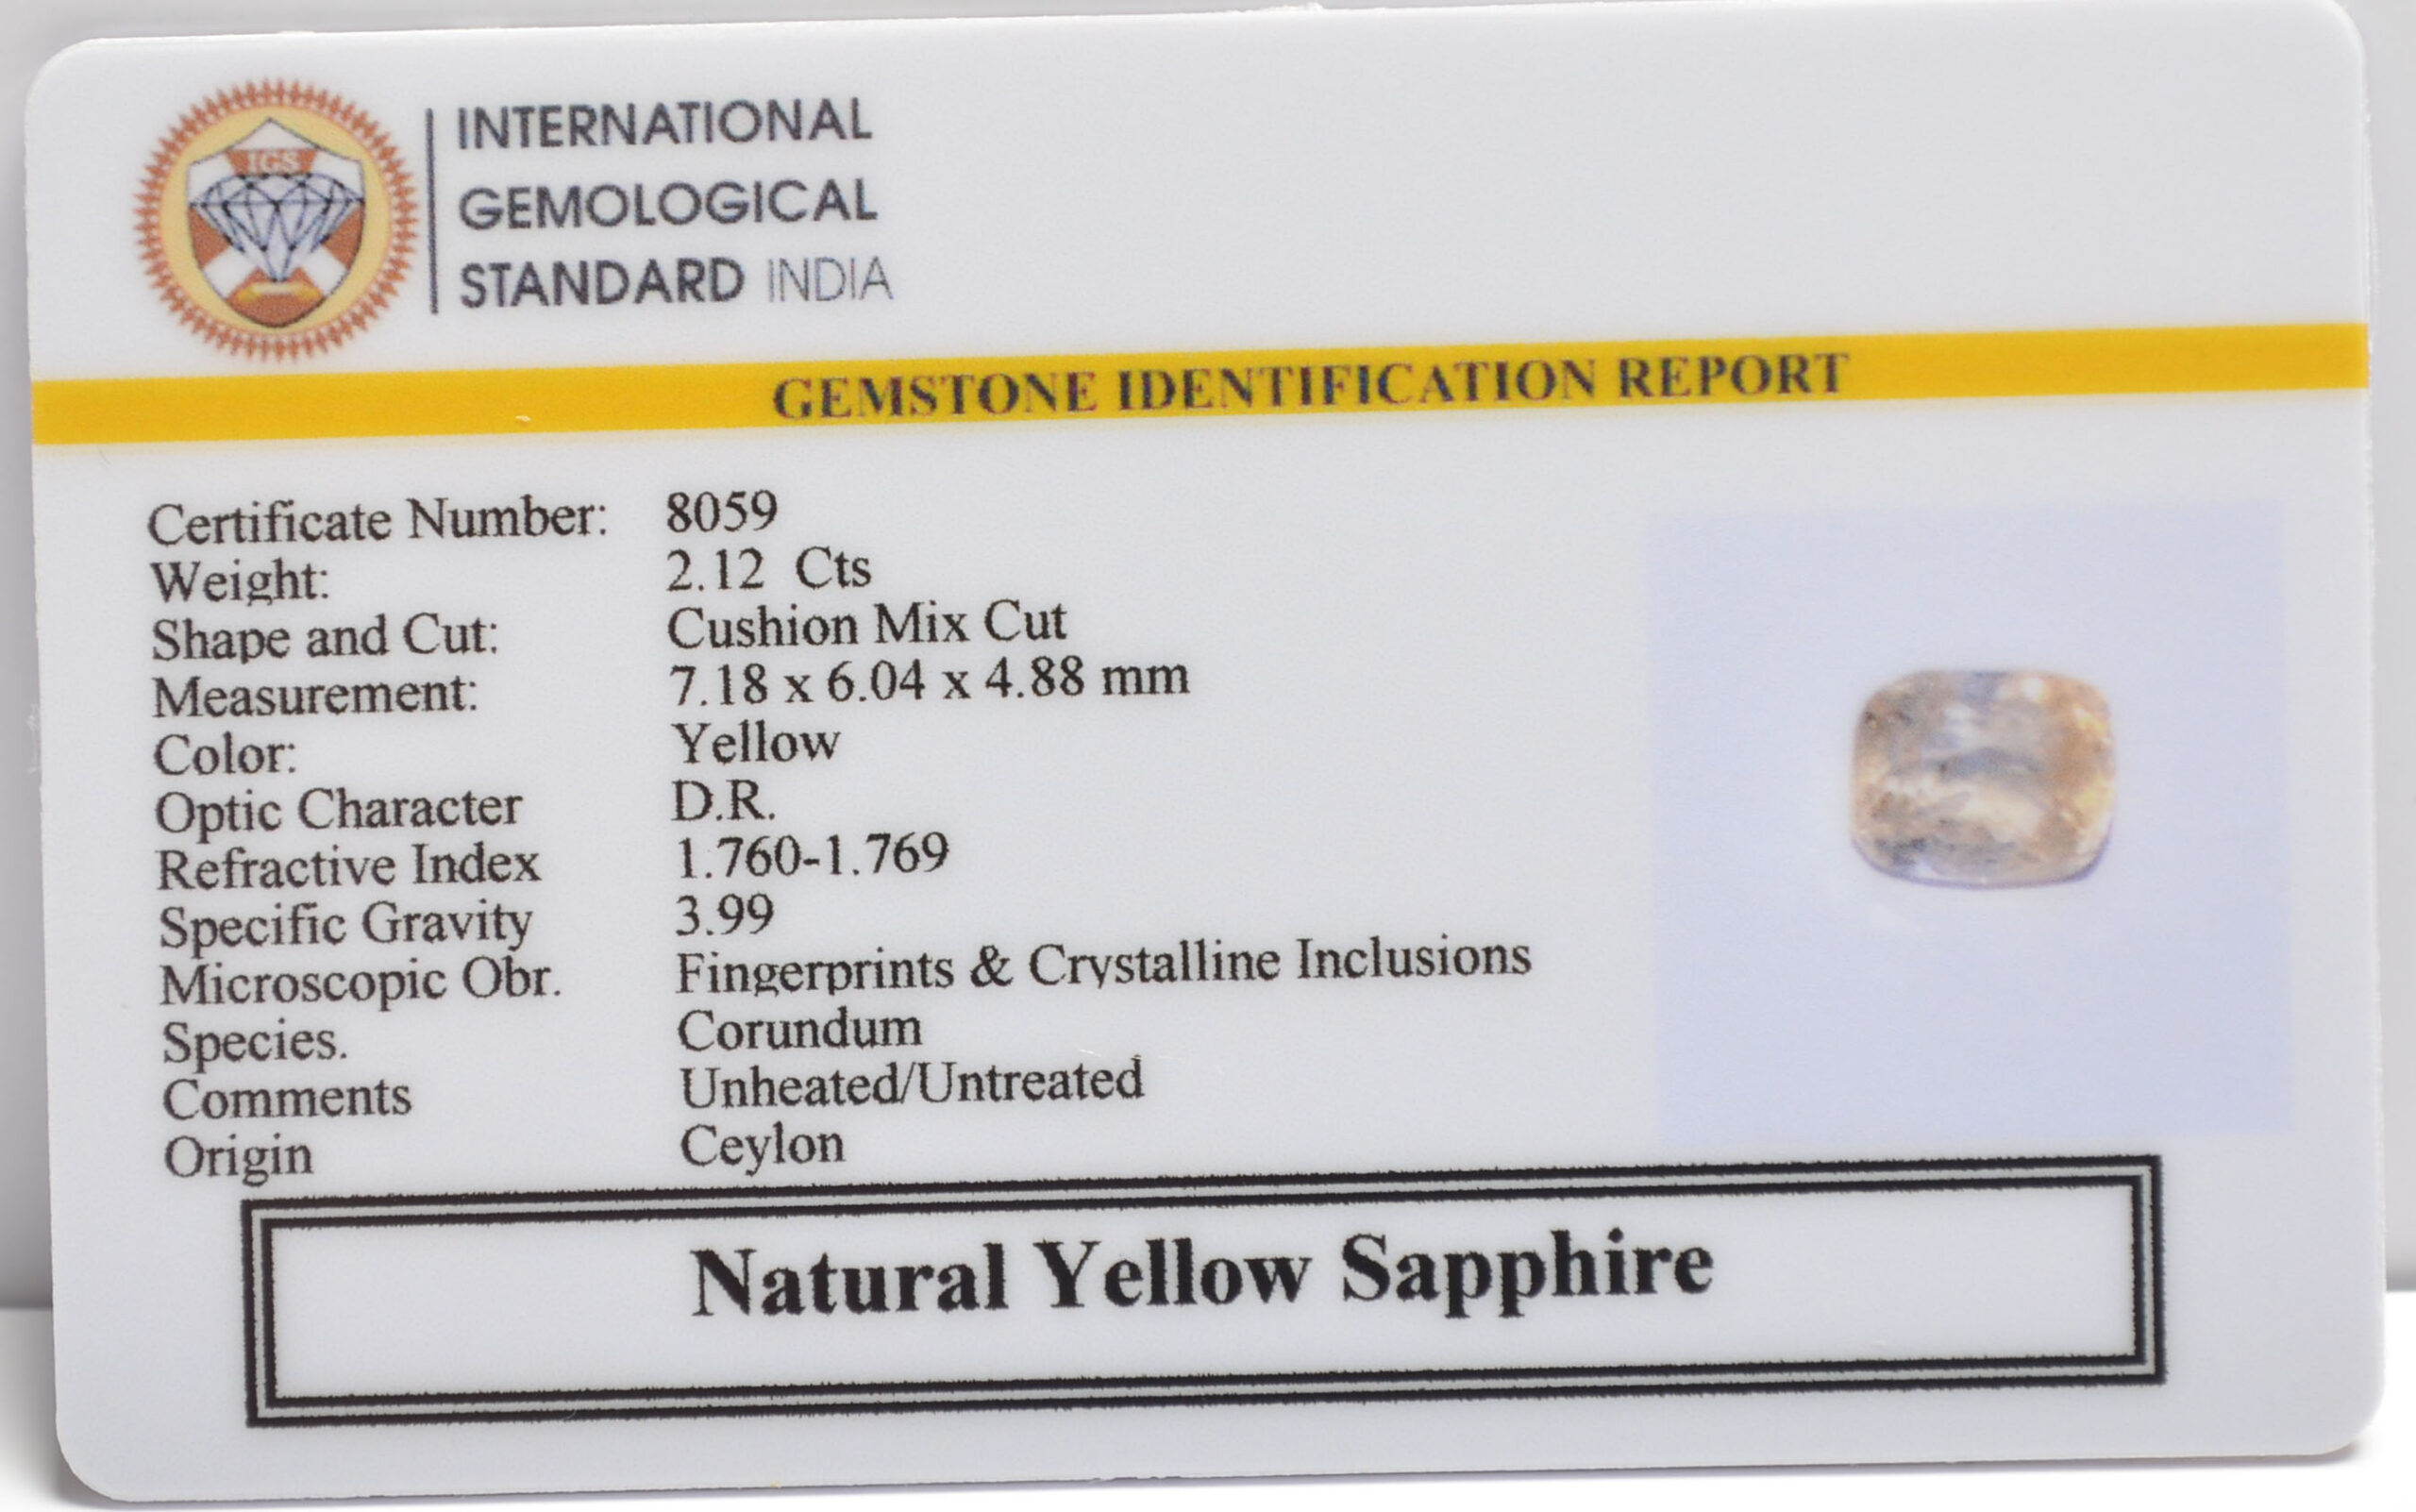 IGS
INTERNATIONAL
GEMOLOGICAL
STANDARD INDIA
GEMSTONE IDENTIFICATION REPORT
Certificate Number: 8059
Weight: 2.12 Cts
Shape and Cut: Cushion Mix Cut
Measurement: 7.18 x 6.04 x 4.88 mm
Color: Yellow
Optic Character D.R.
Refractive Index 1.760-1.769
Specific Gravity 3.99
Microscopic Obr. Fingerprints & Crystalline Inclusions
Species. Corundum
Comments Unheated/Untreated
Origin Ceylon
Natural Yellow Sapphire